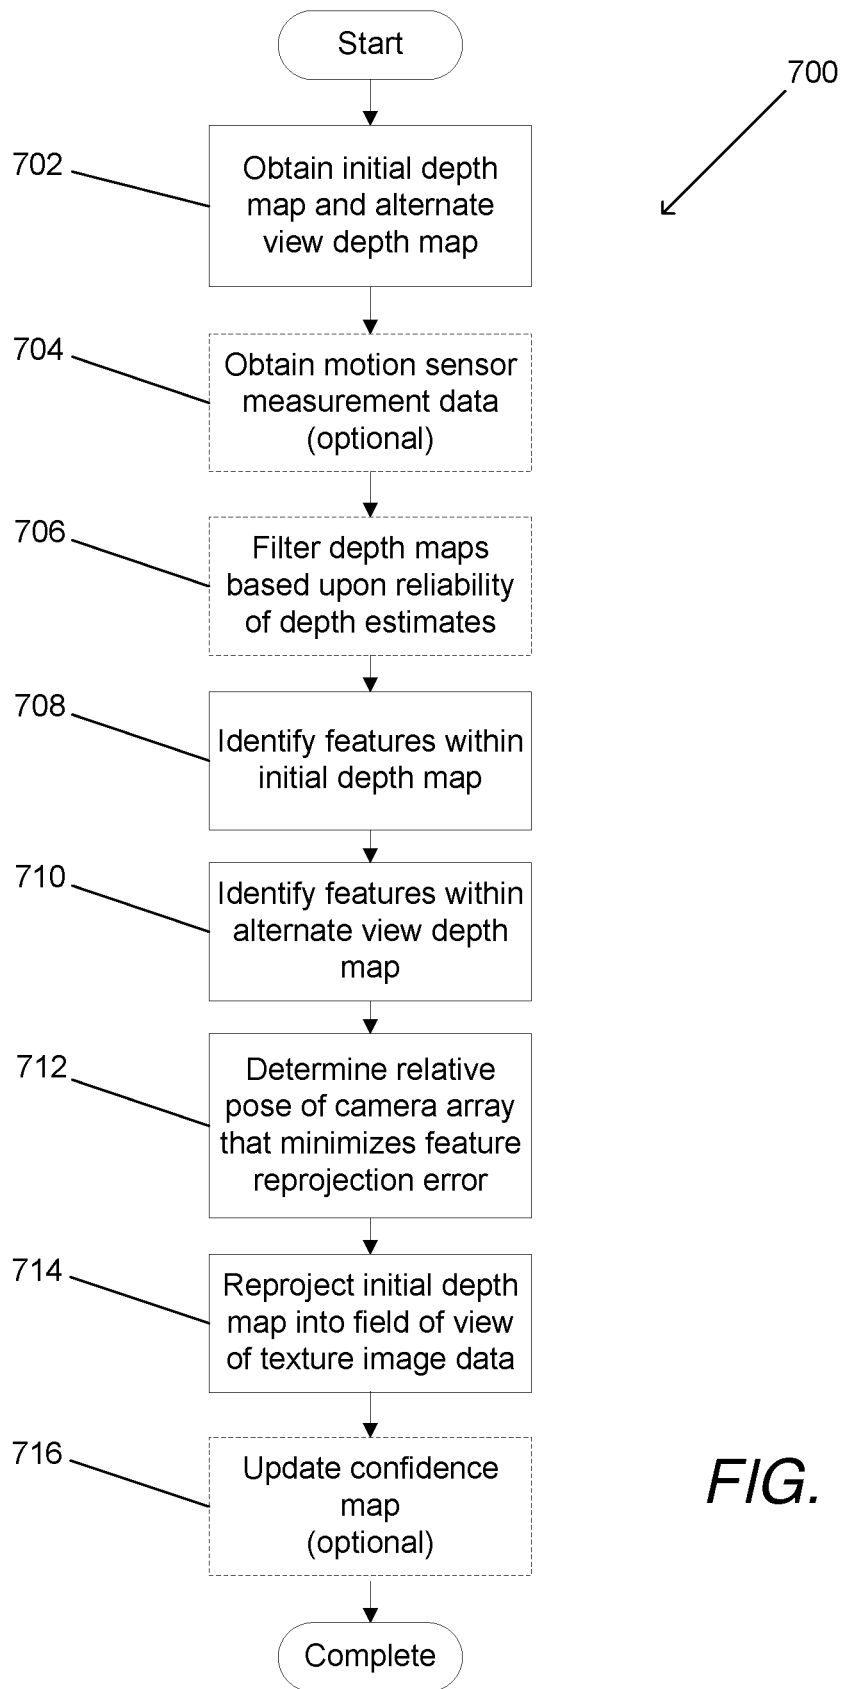 Start
700
702
Obtain initial depth
map and alternate
view depth map
704
Obtain motion sensor
measurement data
(optional)
706
Filter depth maps
based upon reliability
of depth estimates
708
Identify features within
initial depth map
710
Identify features within
alternate view depth
map
712
Determine relative
pose of camera array
that minimizes feature
reprojection error
714
Reproject initial depth
map into field of view
of texture image data
716
Update confidence
map
(optional)
FIG.
Complete